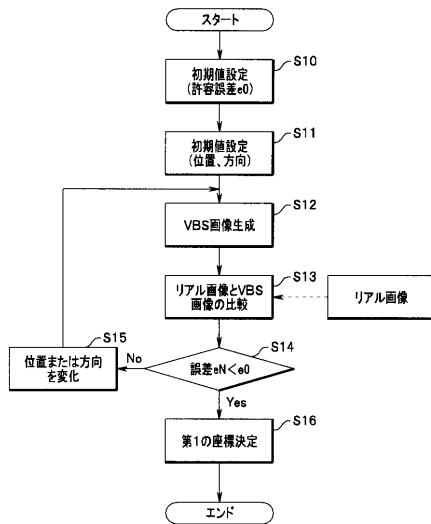 スタート
S10
初期値設定
(許容誤差e0)
S11
初期値設定
(位置、方向)
S12
VBS画像生成
S13
リアル画像とVBS
画像の比較
リアル画像
S14
誤差eN<e0
S15
位置または方向
を変化
No
Yes
S16
第1の座標決定
エンド